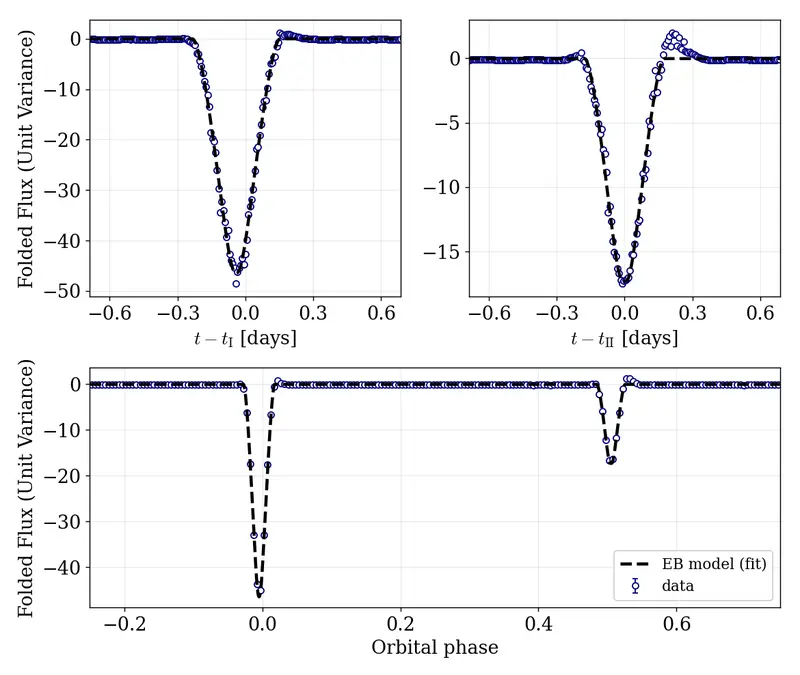 Folded Flux (Unit Variance)
0
−10
−20
−30
−40
−50
−0.6 −0.3 0.0 0.3 0.6
t − tI [days]
0
−5
−10
−15
−0.6 −0.3 0.0 0.3 0.6
t − tII [days]
Folded Flux (Unit Variance)
0
−10
−20
−30
−40
−0.2 0.0 0.2 0.4 0.6
Orbital phase
EB model (fit)
data